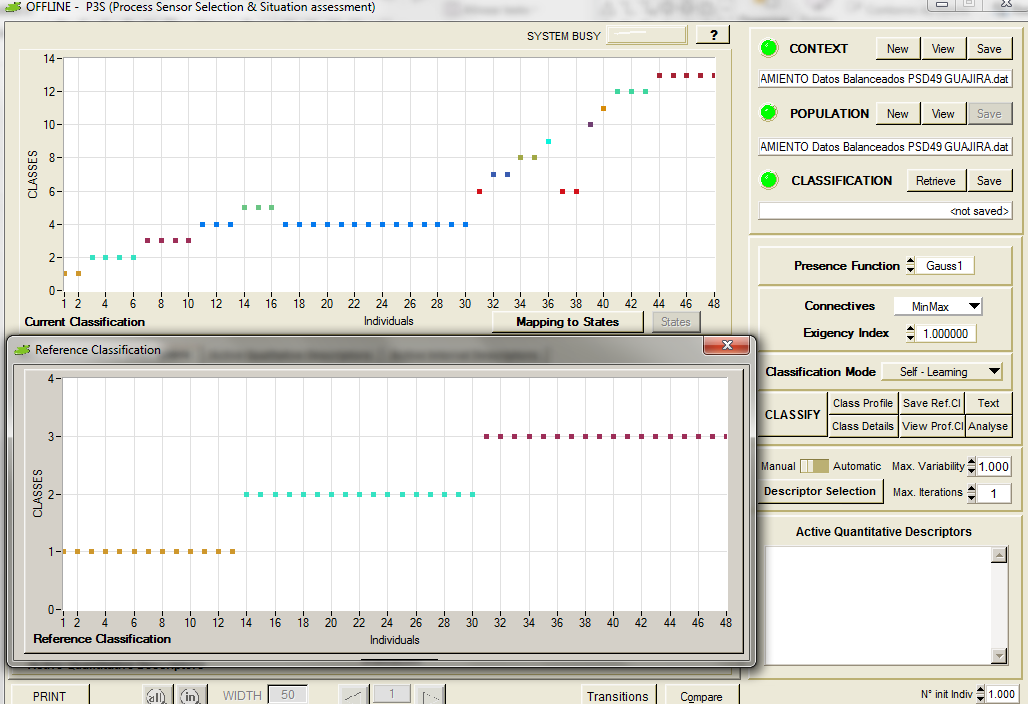 OFFLINE - P3S (Process Sensor Selection & Situation assessment)
SYSTEM BUSY
?
14
12
10
8
6
4
2
0
CLASSES
1 2 4 6 8 10 12 14 16 18 20 22 24 26 28 30 32 34 36 38 40 42 44 46 48
Current Classification
Individuals
Mapping to States
States
CONTEXT New View Save
AMIENTO Datos Balanceados PSD49 GUAJIRA.dat
POPULATION New View Save
AMIENTO Datos Balanceados PSD49 GUAJIRA.dat
CLASSIFICATION Retrieve Save
<not saved>
Presence Function Gauss1
Connectives MinMax
Exigency Index 1.000000
Classification Mode Self - Learning
CLASSIFY
Class Profile Save Ref.Cl Text
Class Details View Prof.Cl Analyse
Manual Automatic Max. Variability 1.000
Descriptor Selection Max. Iterations 1
Active Quantitative Descriptors
Reference Classification
4
3
2
1
0
CLASSES
1 2 4 6 8 10 12 14 16 18 20 22 24 26 28 30 32 34 36 38 40 42 44 46 48
Reference Classification
Individuals
PRINT
all in WIDTH 50 1
Transitions Compare
N° init Indiv 1.000